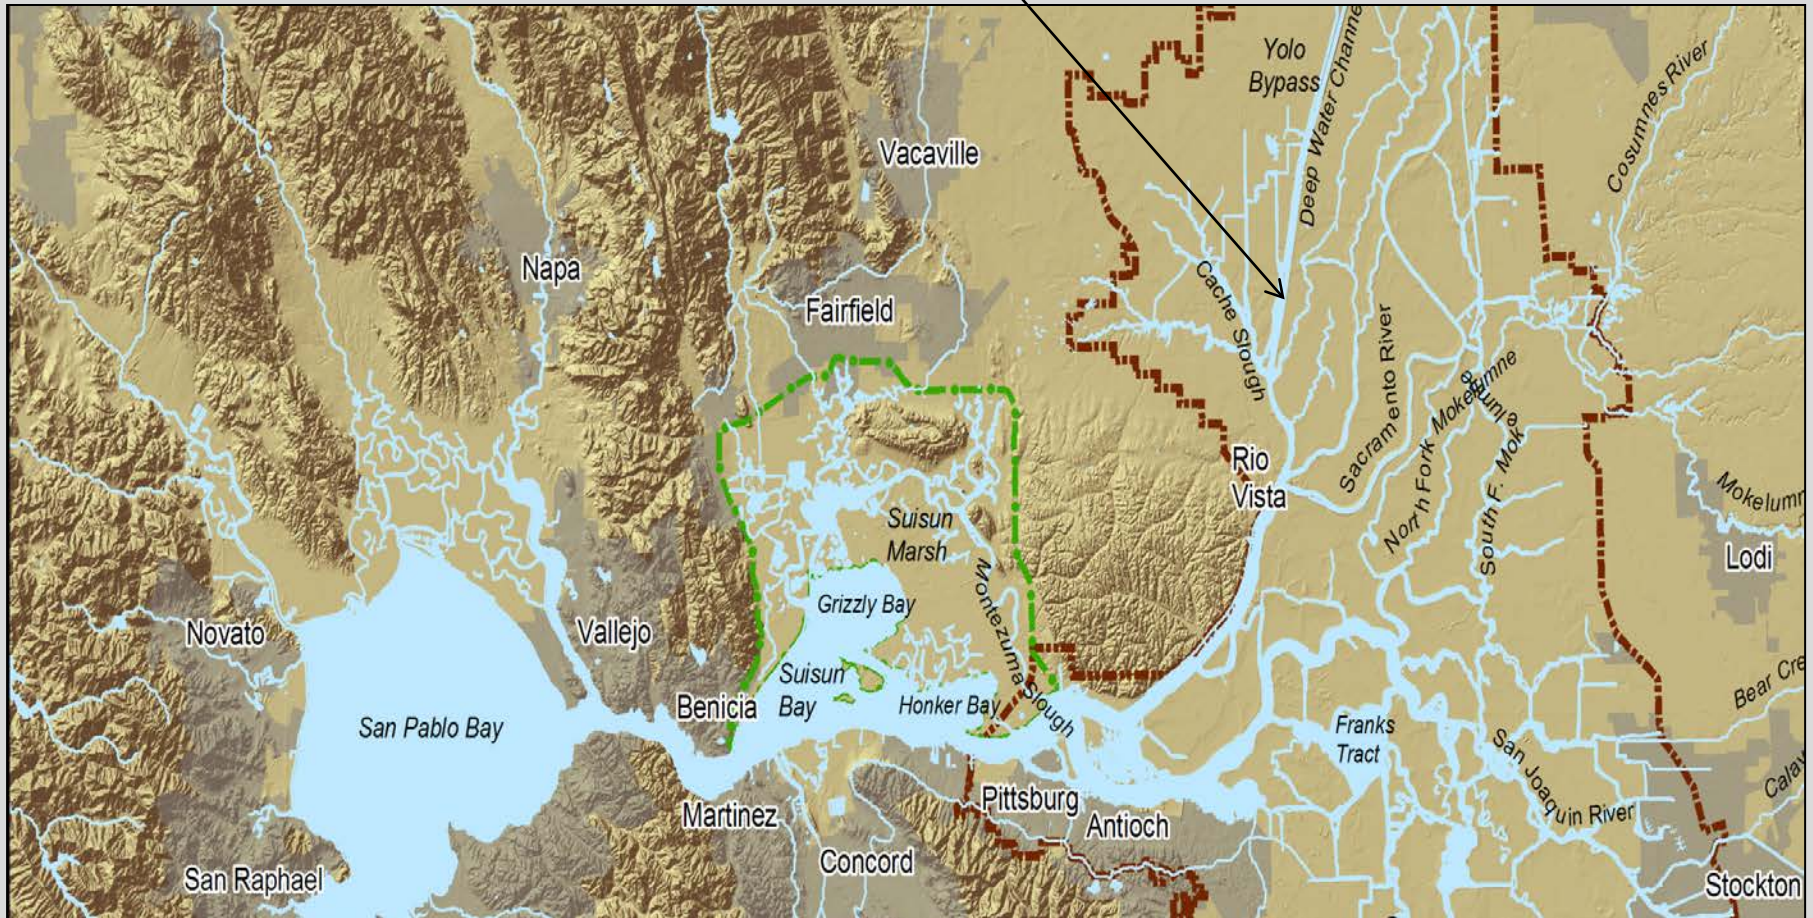 Yolo
Bypass
Deep Water Channe
Cosumnes River
Vacaville
Napa
Cache Slough
Fairfield
Sacramento River
North Fork Mokelumne
South F. Moke
Rio
Vista
Mokelumn
Lodi
Suisun
Marsh
Montezuma Slough
Grizzly Bay
Novato
Vallejo
Suisun
Bay
Benicia
Honker Bay
San Pablo Bay
Franks
Tract
Bear Cre
San Joaquin River
Calav
Martinez
Pittsburg
Antioch
Concord
San Raphael
Stockton